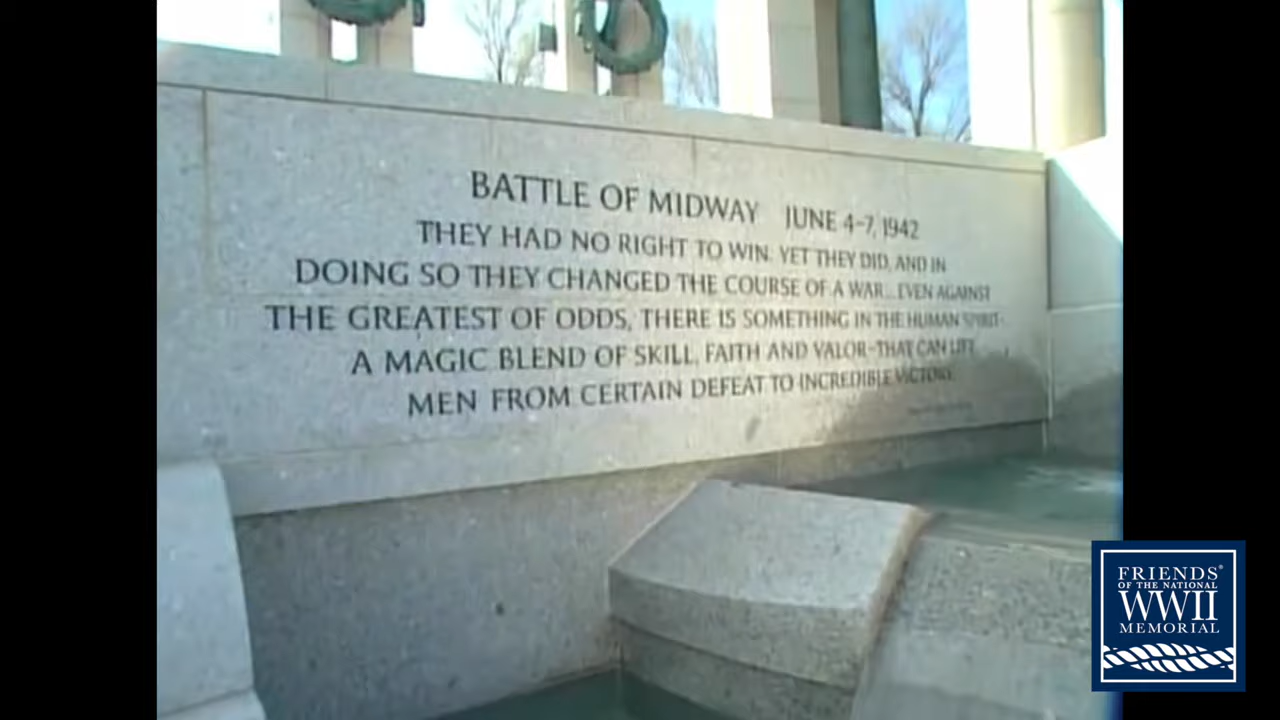 BATTLE OF MIDWAY JUNE 4-7, 1942
THEY HAD NO RIGHT TO WIN. YET THEY DID, AND IN
DOING SO THEY CHANGED THE COURSE OF A WAR...EVEN AGAINST
THE GREATEST OF ODDS, THERE IS SOMETHING IN THE HUMAN SPIRIT-
A MAGIC BLEND OF SKILL, FAITH AND VALOR-THAT CAN LIFT
MEN FROM CERTAIN DEFEAT TO INCREDIBLE VICTORY.
FRIENDS®
OF THE NATIONAL
WWII
MEMORIAL